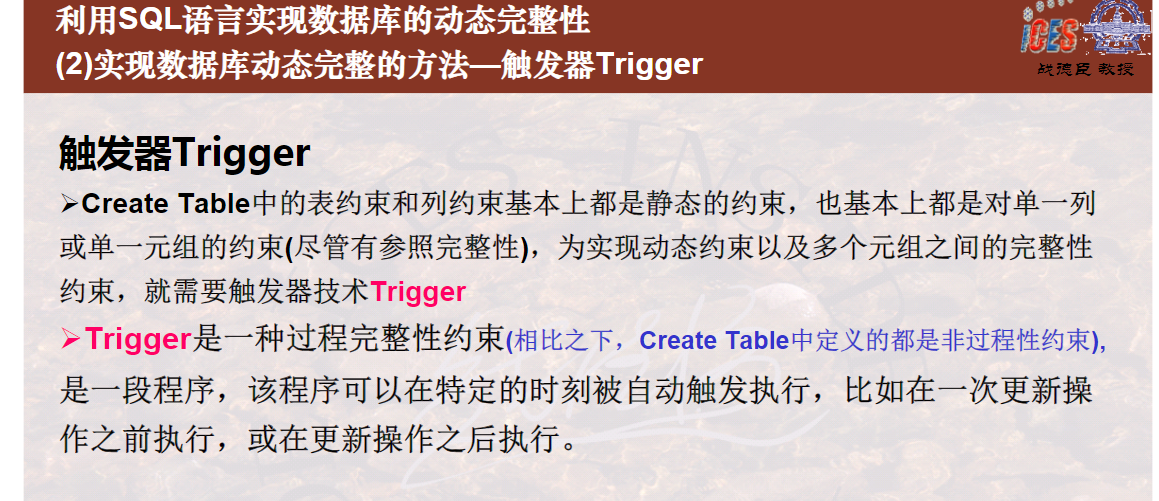 利用SQL语言实现数据库的动态完整性
(2)实现数据库动态完整的方法—触发器Trigger
iCES
战德臣 教授
触发器Trigger
➢Create Table中的表约束和列约束基本上都是静态的约束，也基本上都是对单一列
或单一元组的约束(尽管有参照完整性)，为实现动态约束以及多个元组之间的完整性
约束，就需要触发器技术Trigger
➢Trigger是一种过程完整性约束(相比之下，Create Table中定义的都是非过程性约束),
是一段程序，该程序可以在特定的时刻被自动触发执行，比如在一次更新操
作之前执行，或在更新操作之后执行。